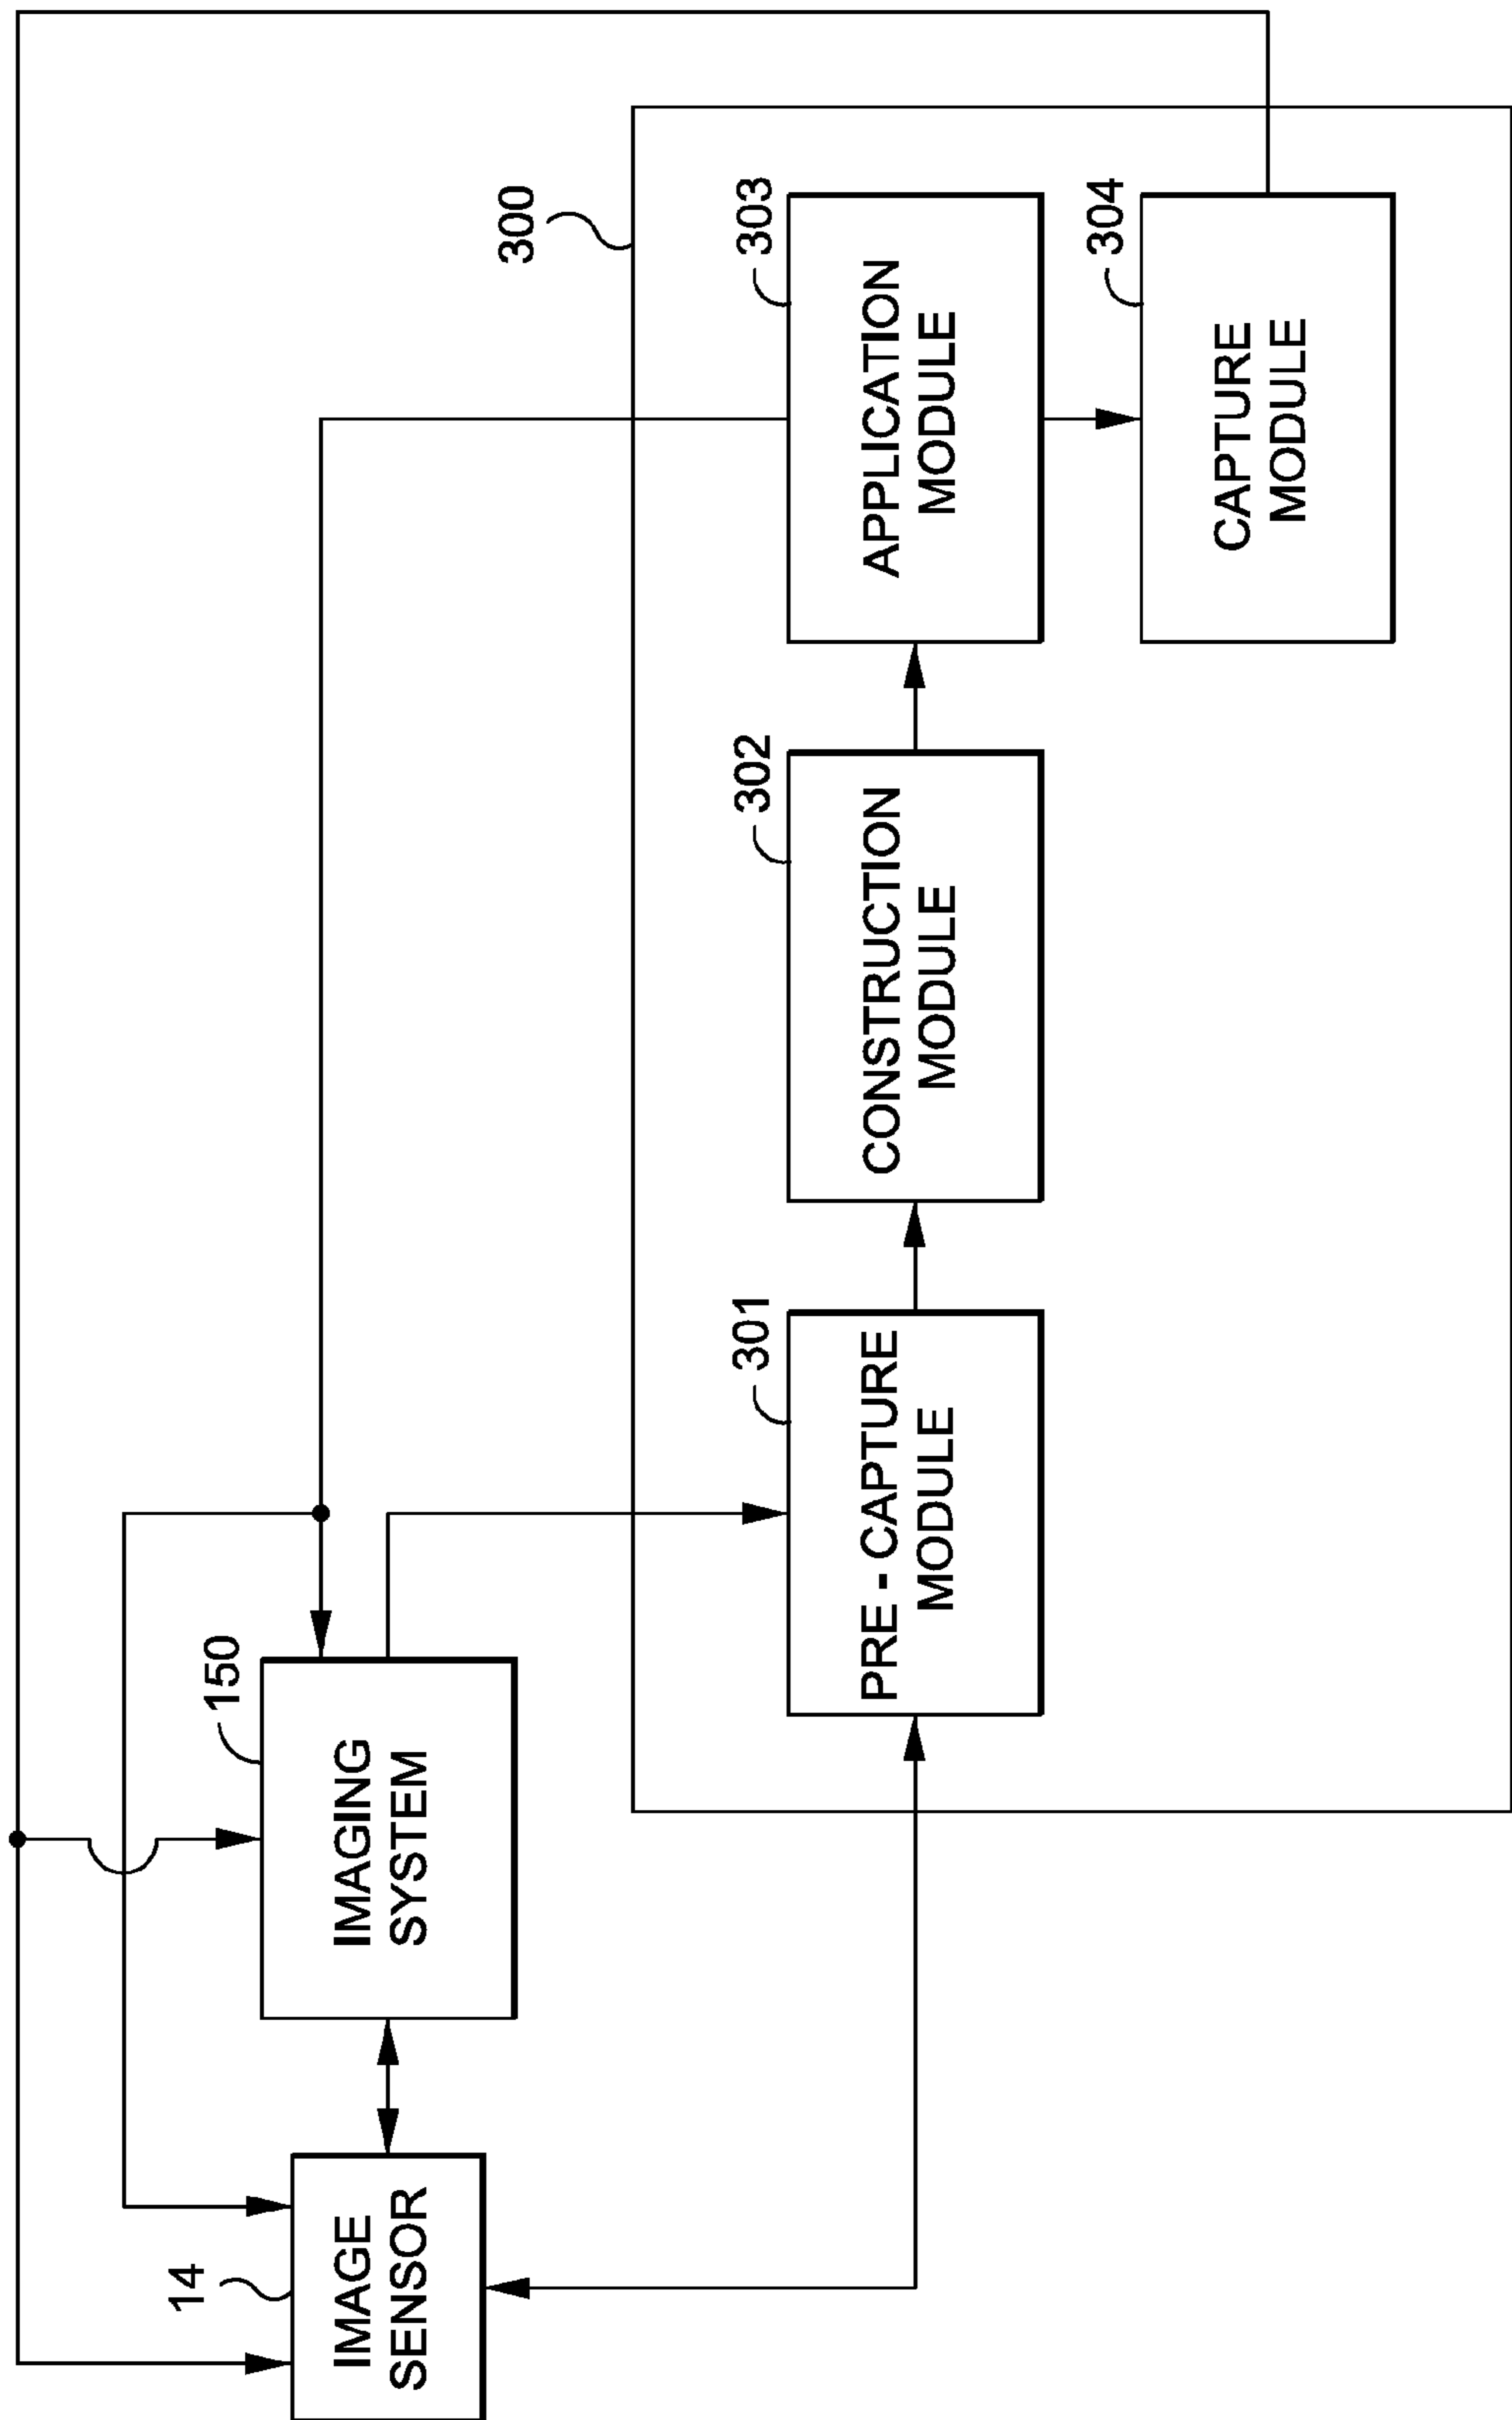 14
IMAGE
SENSOR
150
IMAGING
SYSTEM
300
301
PRE - CAPTURE
MODULE
302
CONSTRUCTION
MODULE
303
APPLICATION
MODULE
304
CAPTURE
MODULE